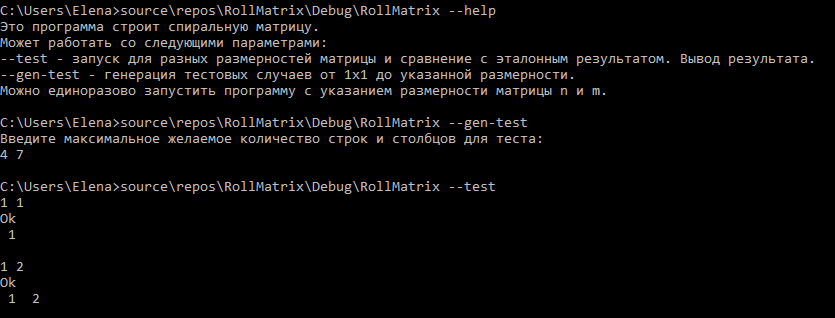 C:\Users\Elena>source\repos\RollMatrix\Debug\RollMatrix --help
Это программа строит спиральную матрицу.
Может работать со следующими параметрами:
--test - запуск для разных размерностей матрицы и сравнение с эталонным результатом. Вывод результата.
--gen-test - генерация тестовых случаев от 1x1 до указанной размерности.
Можно единоразово запустить программу с указанием размерности матрицы n и m.
C:\Users\Elena>source\repos\RollMatrix\Debug\RollMatrix --gen-test
Введите максимальное желаемое количество строк и столбцов для теста:
4 7
C:\Users\Elena>source\repos\RollMatrix\Debug\RollMatrix --test
1 1
Ok
1
1 2
Ok
1  2